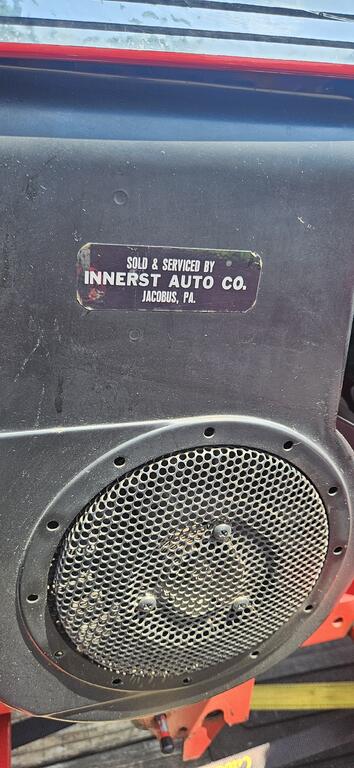 SOLD & SERVICED BY
INNERST AUTO CO.
JACOBUS, PA.